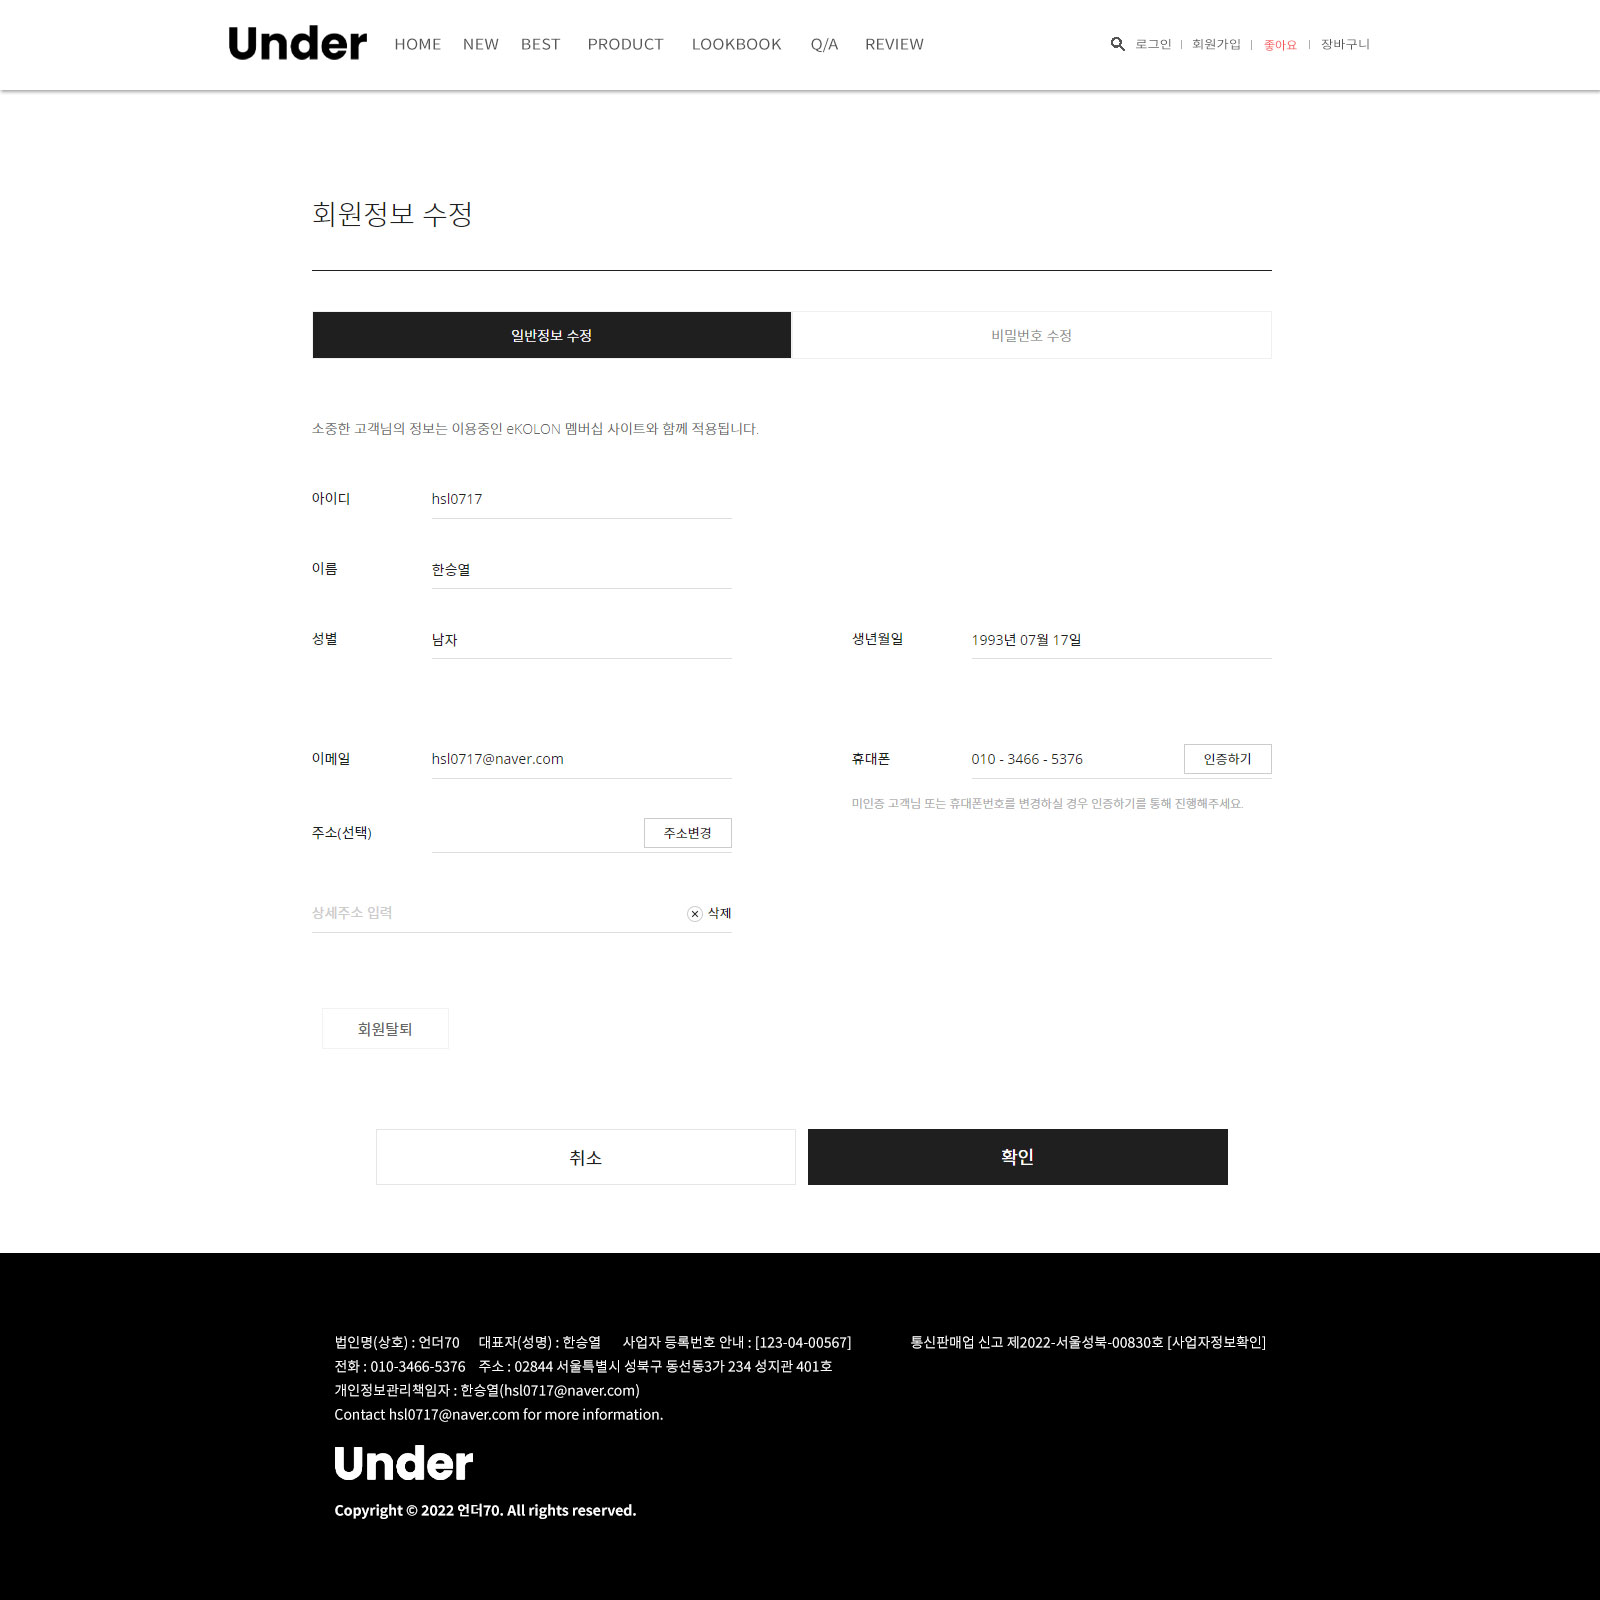 Under HOME NEW BEST PRODUCT LOOKBOOK Q/A REVIEW 로그인 회원가입 좋아요 장바구니
회원정보 수정
일반정보 수정 비밀번호 수정
소중한 고객님의 정보는 이용중인 eKOLON 멤버십 사이트와 함께 적용됩니다.
아이디 hsl0717
이름 한승열
성별 남자 생년월일 1993년 07월 17일
이메일 hsl0717@naver.com 휴대폰 010 - 3466 - 5376 인증하기
미인증 고객님 또는 휴대폰번호를 변경하실 경우 인증하기를 통해 진행해주세요.
주소(선택) 주소변경
상세주소 입력 삭제
회원탈퇴
취소 확인
법인명(상호) : 언더70 대표자(성명) : 한승열 사업자 등록번호 안내 : [123-04-00567] 통신판매업 신고 제2022-서울성북-00830호 [사업자정보확인]
전화 : 010-3466-5376 주소 : 02844 서울특별시 성북구 동선동3가 234 성지관 401호
개인정보관리책임자 : 한승열(hsl0717@naver.com)
Contact hsl0717@naver.com for more information.
Under
Copyright © 2022 언더70. All rights reserved.